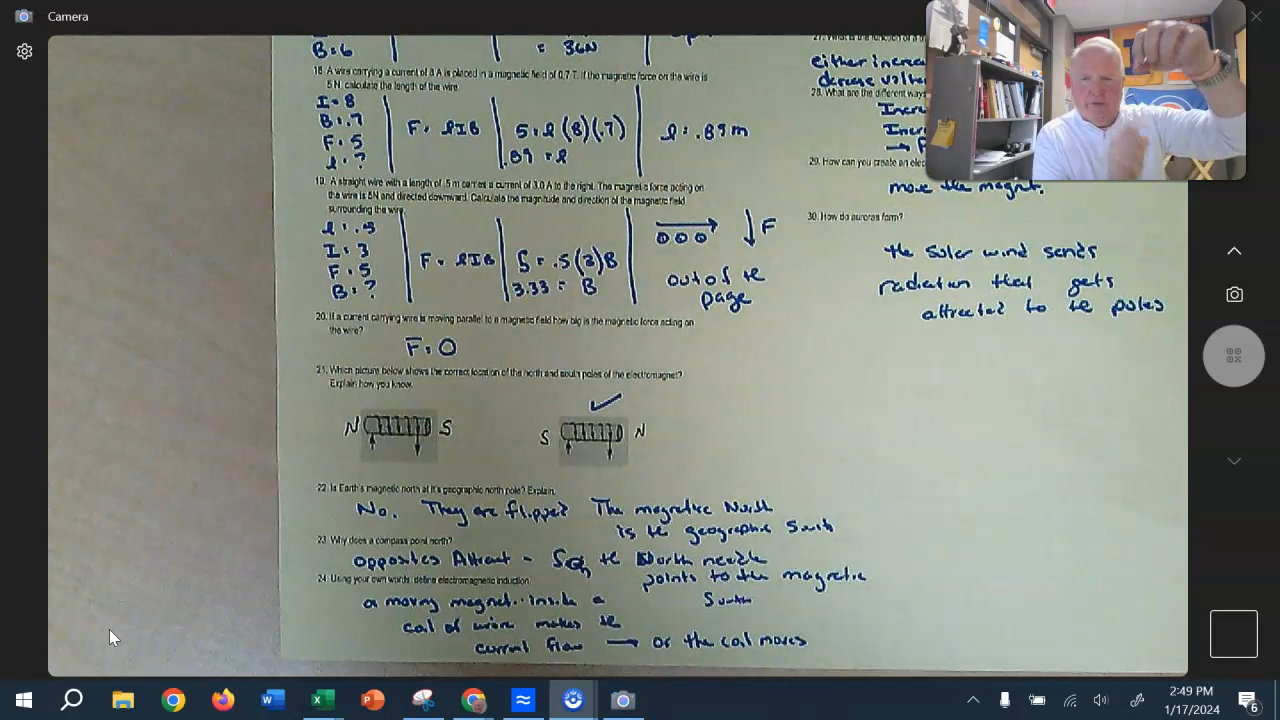 Camera
B=6
= 36N
18. A wire carrying a current of 8 A is placed in a magnetic field of 0.7 T. If the magnetic force on the wire is
5 N, calculate the length of the wire.
I = 8
B = .7
F = 5
l = ?
F = lIB
5 = l (8)(.7)
.89 = l
l = .89m
19. A straight wire with a length of .5 m carries a current of 3.0 A to the right. The magnetic force acting on
the wire is 5N and directed downward. Calculate the magnitude and direction of the magnetic field
surrounding the wire.
l = .5
I = 3
F = 5
B = ?
F = lIB
5 = .5(3)B
3.33 = B
F
out of the
page
20. If a current carrying wire is moving parallel to a magnetic field how big is the magnetic force acting on
the wire?
F = 0
21. Which picture below shows the correct location of the north and south poles of the electromagnet?
Explain how you know.
N S
S N
22. Is Earth's magnetic north at it's geographic north pole? Explain.
No. They are flipped The magnetic North
is the geographic South
23. Why does a compass point north?
opposites Attract - So the North needle
points to the magnetic
South
24. Using your own words, define electromagnetic induction.
a moving magnet inside a
coil of wire makes the
current flow → or the coil moves
either increase
28. What are the different ways
29. How can you create an
move the magnet.
30. How do auroras form?
the solar wind sends
radiation that gets
attracted to the poles
2:49 PM
1/17/2024
6